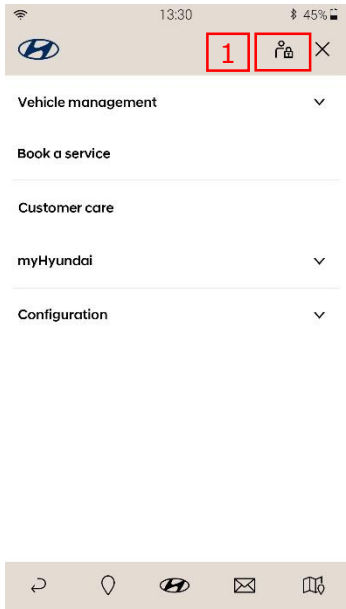 13:30
45%
1
Vehicle management
Book a service
Customer care
myHyundai
Configuration